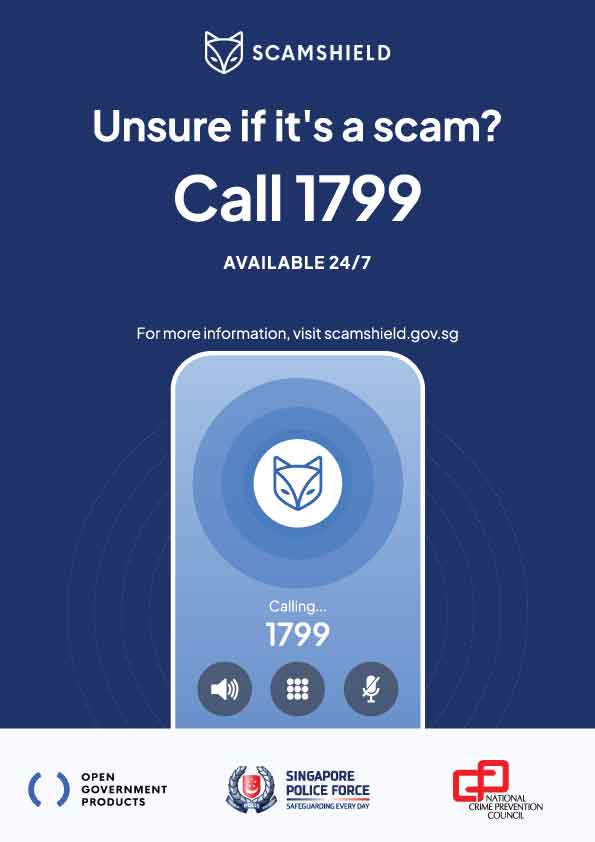 SCAMSHIELD
Unsure if it's a scam?
Call 1799
AVAILABLE 24/7
For more information, visit scamshield.gov.sg
Calling...
1799
OPEN
GOVERNMENT
PRODUCTS
POLIS
SINGAPORE
POLICE FORCE
SAFEGUARDING EVERY DAY
NATIONAL
CRIME PREVENTION
COUNCIL